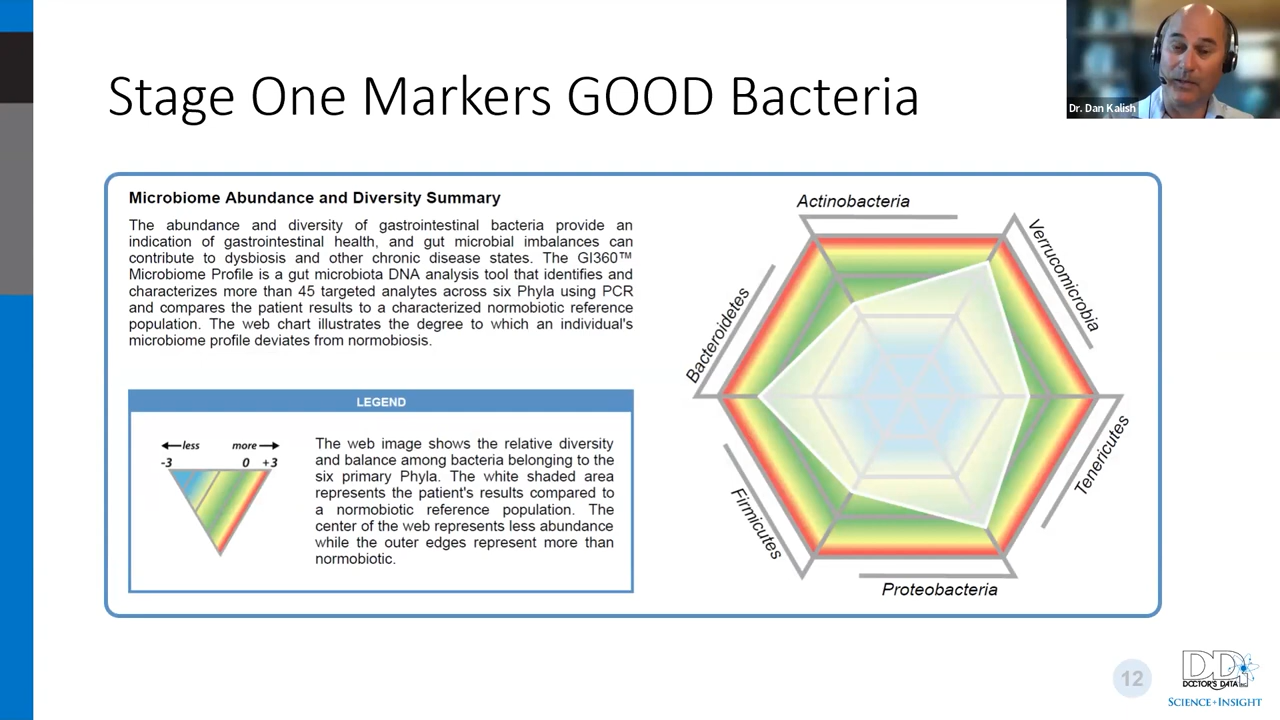 Stage One Markers GOOD Bacteria
Dr. Dan Kalish
Microbiome Abundance and Diversity Summary
The abundance and diversity of gastrointestinal bacteria provide an
indication of gastrointestinal health, and gut microbial imbalances can
contribute to dysbiosis and other chronic disease states. The GI360™
Microbiome Profile is a gut microbiota DNA analysis tool that identifies and
characterizes more than 45 targeted analytes across six Phyla using PCR
and compares the patient results to a characterized normobiotic reference
population. The web chart illustrates the degree to which an individual's
microbiome profile deviates from normobiosis.
LEGEND
less more
-3 0 +3
The web image shows the relative diversity
and balance among bacteria belonging to the
six primary Phyla. The white shaded area
represents the patient's results compared to
a normobiotic reference population. The
center of the web represents less abundance
while the outer edges represent more than
normobiotic.
Actinobacteria
Verrucomicrobia
Bacteroidetes
Tenericutes
Firmicutes
Proteobacteria
12
DDI
DOCTOR'S DATA INC
SCIENCE + INSIGHT